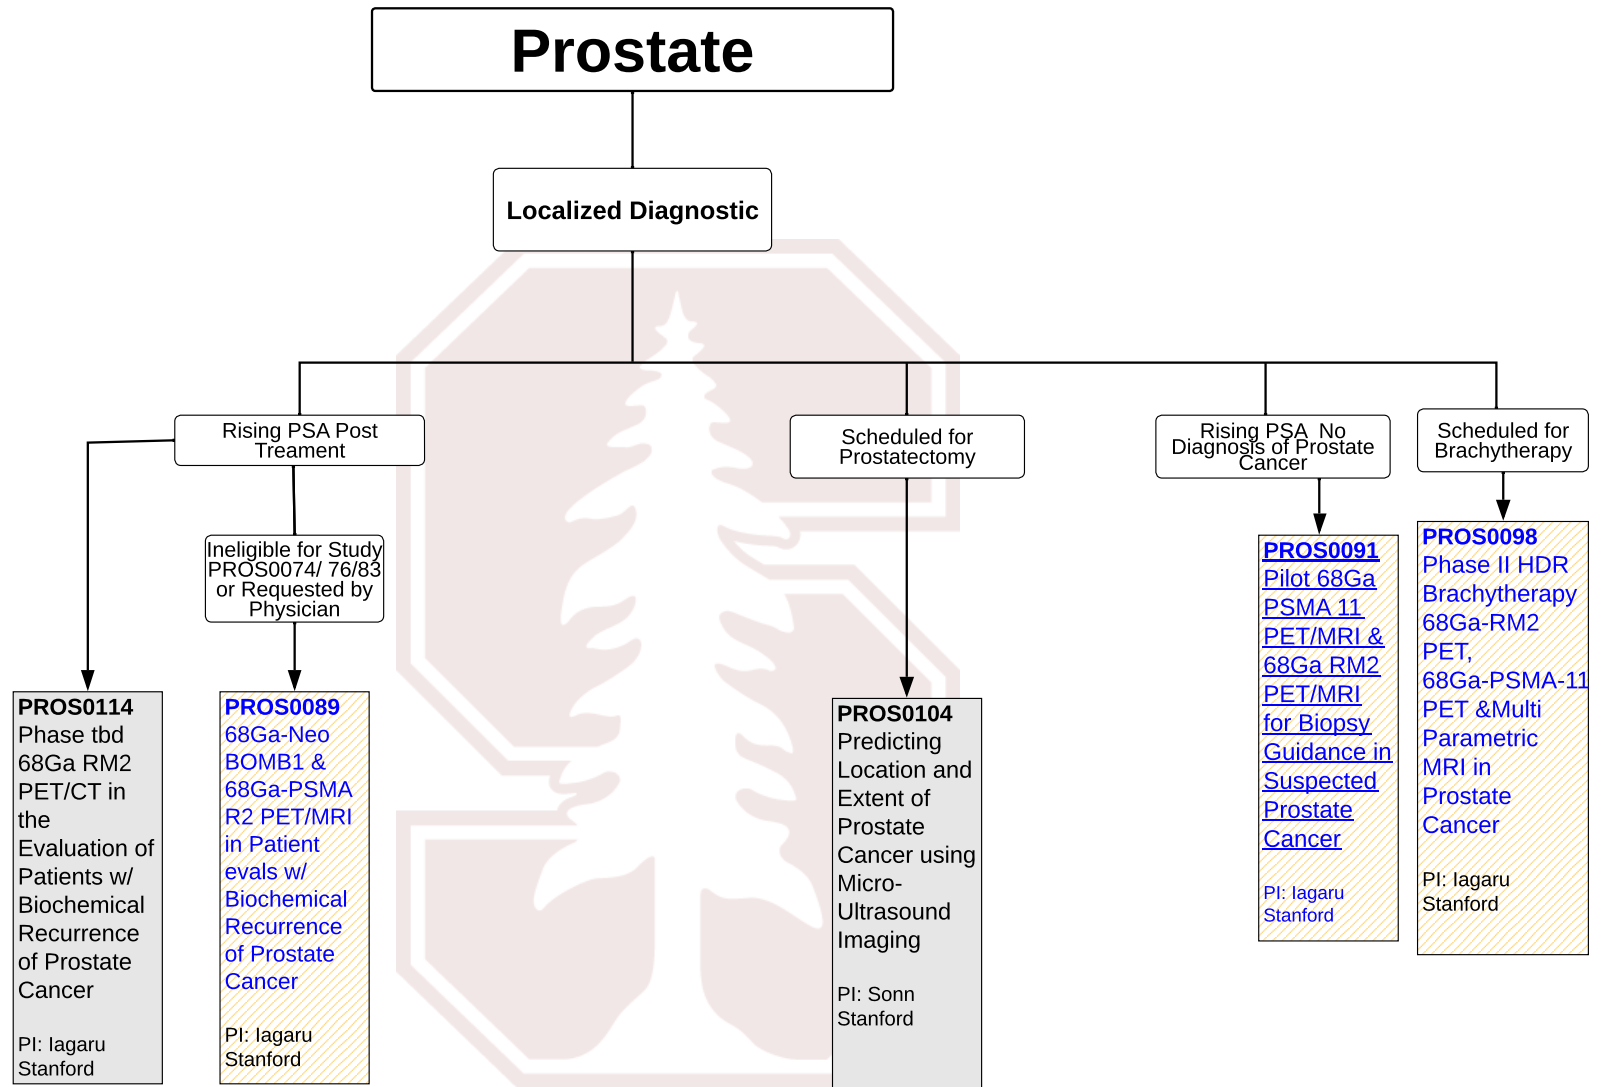 Prostate
Localized Diagnostic
Rising PSA Post
Treament
Scheduled for
Prostatectomy
Rising PSA  No
Diagnosis of Prostate
Cancer
Scheduled for
Brachytherapy
Ineligible for Study
PROS0074/ 76/83
or Requested by
Physician
PROS0114
Phase tbd
68Ga RM2
PET/CT in
the
Evaluation of
Patients w/
Biochemical
Recurrence
of Prostate
Cancer
PI: Iagaru
Stanford
PROS0089
68Ga-Neo
BOMB1 &
68Ga-PSMA
R2 PET/MRI
in Patient
evals w/
Biochemical
Recurrence
of Prostate
Cancer
PI: Iagaru
Stanford
PROS0104
Predicting
Location and
Extent of
Prostate
Cancer using
Micro-
Ultrasound
Imaging
PI: Sonn
Stanford
PROS0091
Pilot 68Ga
PSMA 11
PET/MRI &
68Ga RM2
PET/MRI
for Biopsy
Guidance in
Suspected
Prostate
Cancer
PI: Iagaru
Stanford
PROS0098
Phase II HDR
Brachytherapy
68Ga-RM2
PET,
68Ga-PSMA-11
PET &Multi
Parametric
MRI in
Prostate
Cancer
PI: Iagaru
Stanford